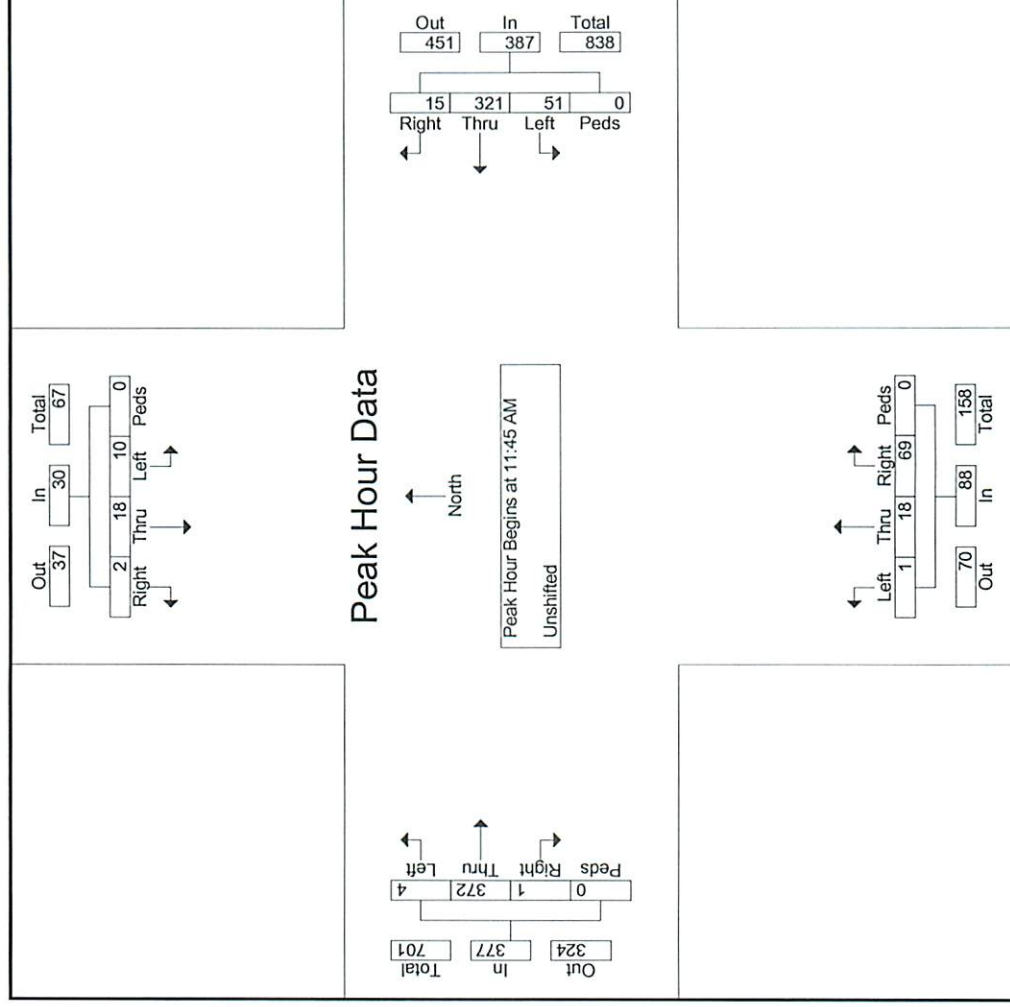 Out In Total
451 387 838
15 321 51 0
Right Thru Left Peds
Out In Total
37 30 67
2 18 10 0
Right Thru Left Peds
Peak Hour Data
North
Peak Hour Begins at 11:45 AM
Unshifted
Left Thru Right Peds
4 372 1 0
Total In Out
701 377 324
Left Thru Right Peds
1 18 69 0
70 88 158
Out In Total